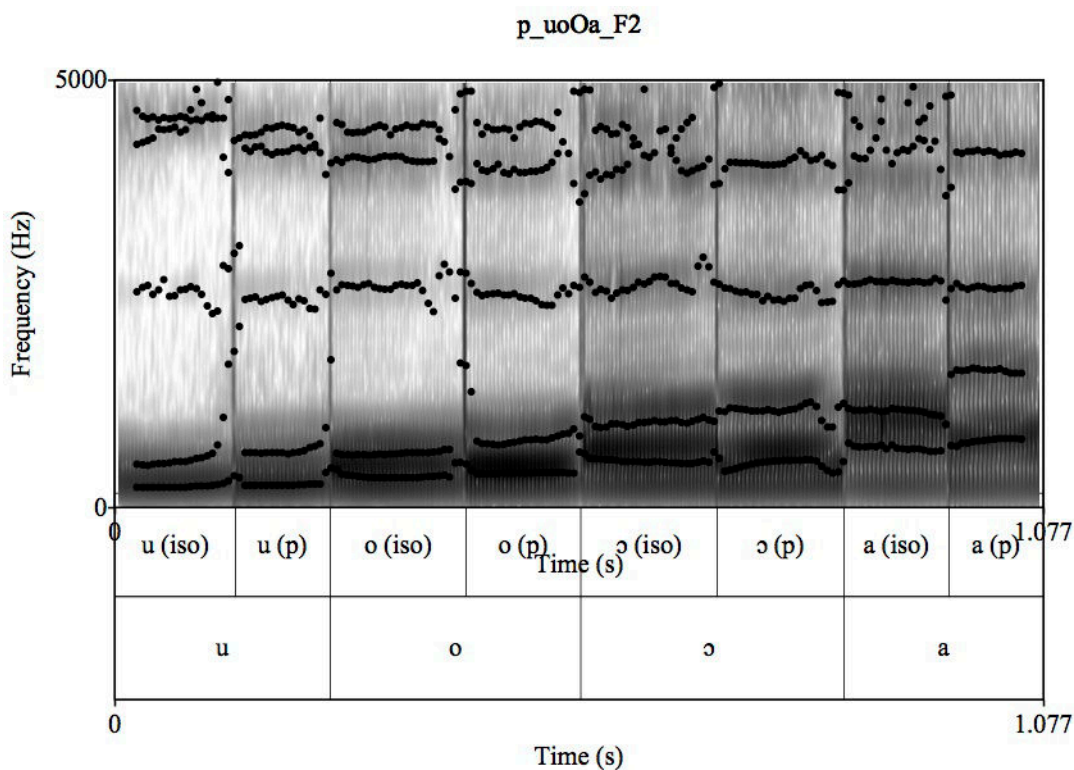 p_uoOa_F2
5000
Frequency (Hz)
0
0 1.077
u (iso) u (p) o (iso) o (p) ɔ (iso) ɔ (p) a (iso) a (p)
Time (s)
u o ɔ a
0 1.077
Time (s)